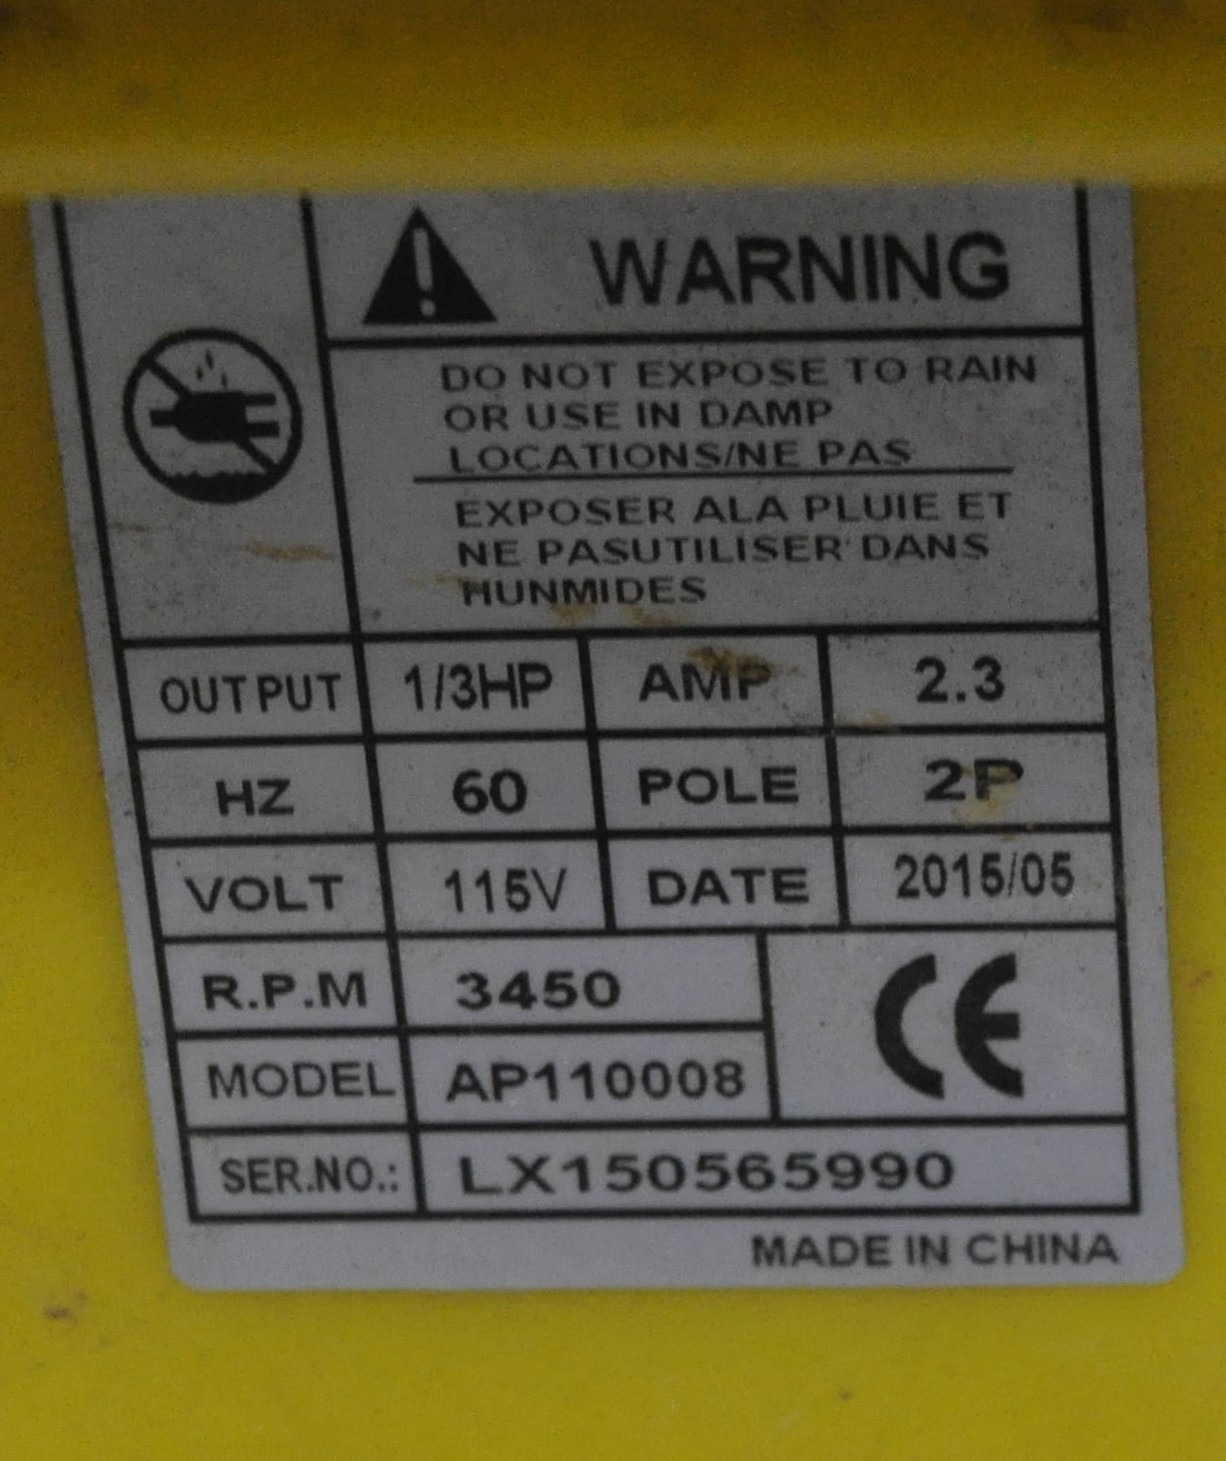 WARNING
DO NOT EXPOSE TO RAIN
OR USE IN DAMP
LOCATIONS/NE PAS
EXPOSER ALA PLUIE ET
NE PASUTILISER DANS
HUNMIDES
OUTPUT 1/3HP AMP 2.3
HZ 60 POLE 2P
VOLT 115V DATE 2015/05
R.P.M 3450
CE
MODEL AP110008
SER.NO.: LX150565990
MADE IN CHINA